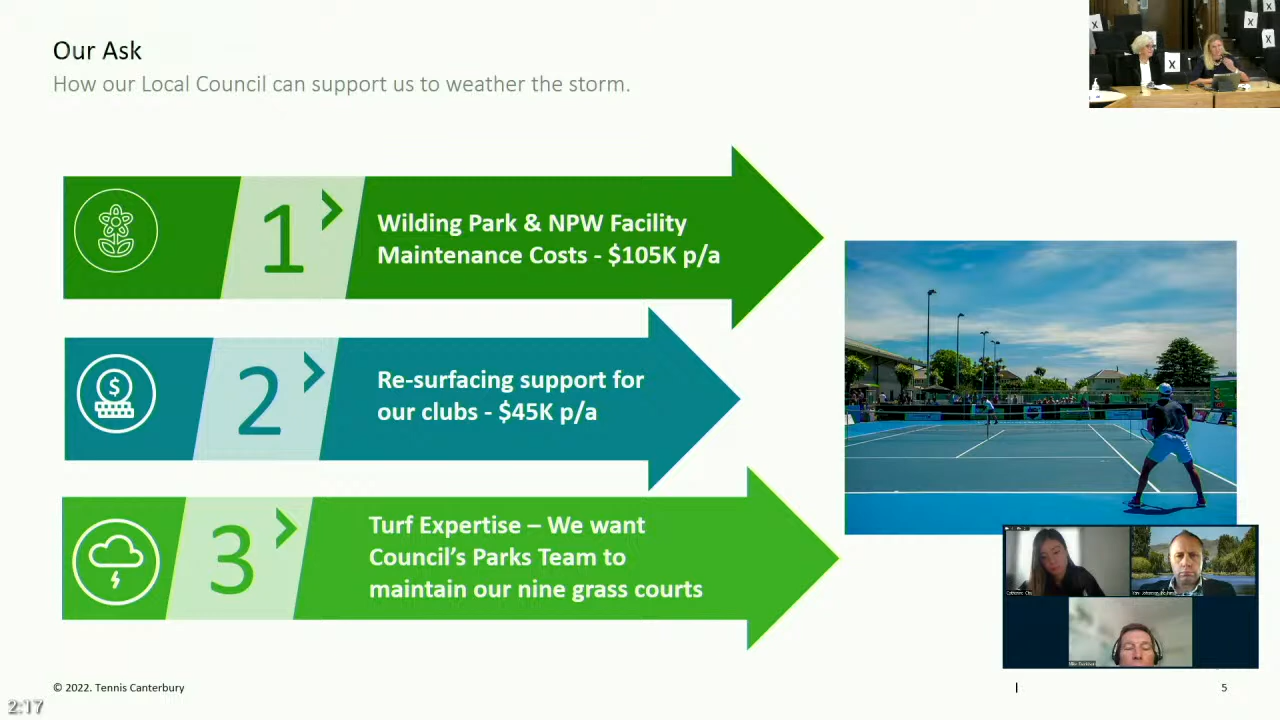 Our Ask
How our Local Council can support us to weather the storm.
X
X
X
X
1
Wilding Park & NPW Facility
Maintenance Costs - $105K p/a
$
2
Re-surfacing support for
our clubs - $45K p/a
3
Turf Expertise – We want
Council's Parks Team to
maintain our nine grass courts
© 2022. Tennis Canterbury
5
2:17